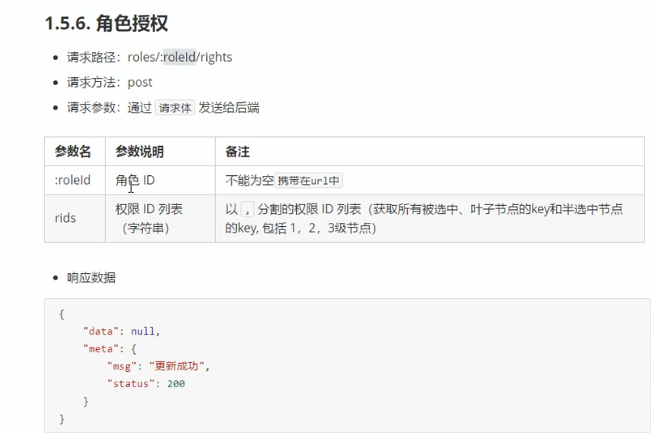 1.5.6. 角色授权
请求路径：roles/:roleId/rights
请求方法：post
请求参数：通过 请求体 发送给后端
参数名 参数说明 备注
:roleId 角色 ID 不能为空携带在url中
rids 权限 ID 列表（字符串） 以 , 分割的权限 ID 列表（获取所有被选中、叶子节点的key和半选中节点的key, 包括 1，2，3级节点）
响应数据
{
"data": null,
"meta": {
"msg": "更新成功",
"status": 200
}
}